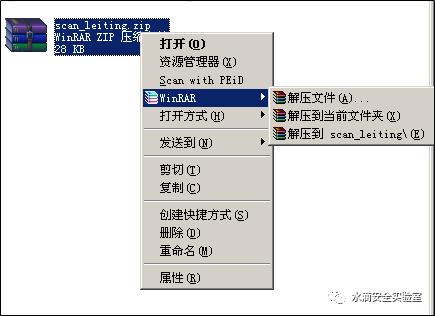 scan_leiting.zip
WinRAR ZIP 压缩
28 KB
打开(O)
资源管理器(X)
Scan with PEiD
WinRAR
打开方式(H)
发送到(N)
剪切(T)
复制(C)
创建快捷方式(S)
删除(D)
重命名(M)
属性(R)
解压文件(A)...
解压到当前文件夹(X)
解压到 scan_leiting\(E)
水滴安全实验室